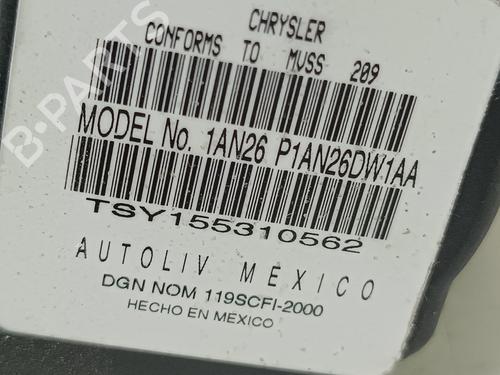 CHRYSLER
CONFORMS TO MVSS 209
MODEL No. 1AN26 P1AN26DW1AA
TSY155310562
AUTOLIV MEXICO
DGN NOM 119SCFI-2000
HECHO EN MEXICO
B-PARTS